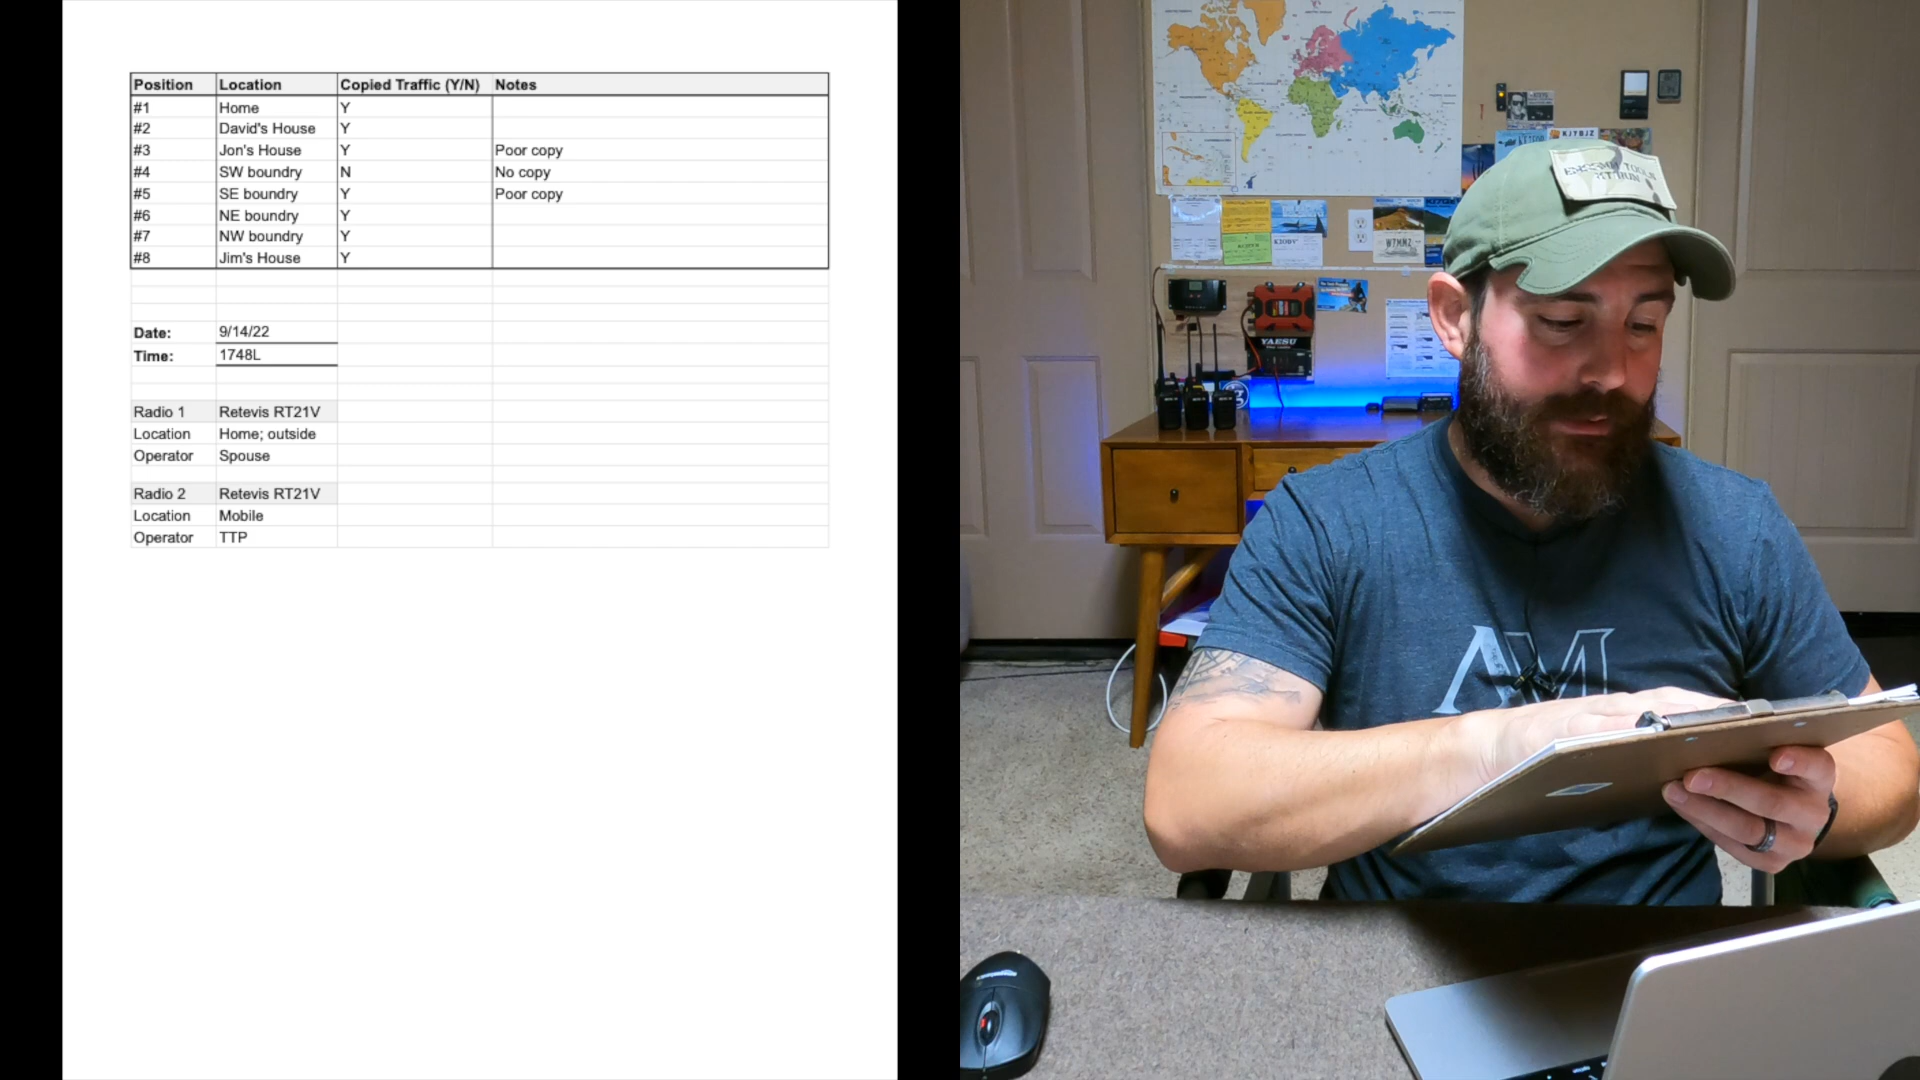 Position Location Copied Traffic (Y/N) Notes
#1 Home Y
#2 David's House Y
#3 Jon's House Y Poor copy
#4 SW boundry N No copy
#5 SE boundry Y Poor copy
#6 NE boundry Y
#7 NW boundry Y
#8 Jim's House Y
Date: 9/14/22
Time: 1748L
Radio 1 Retevis RT21V
Location Home; outside
Operator Spouse
Radio 2 Retevis RT21V
Location Mobile
Operator TTP
KJ7BJZ
W7MNZ
YAESU
AM